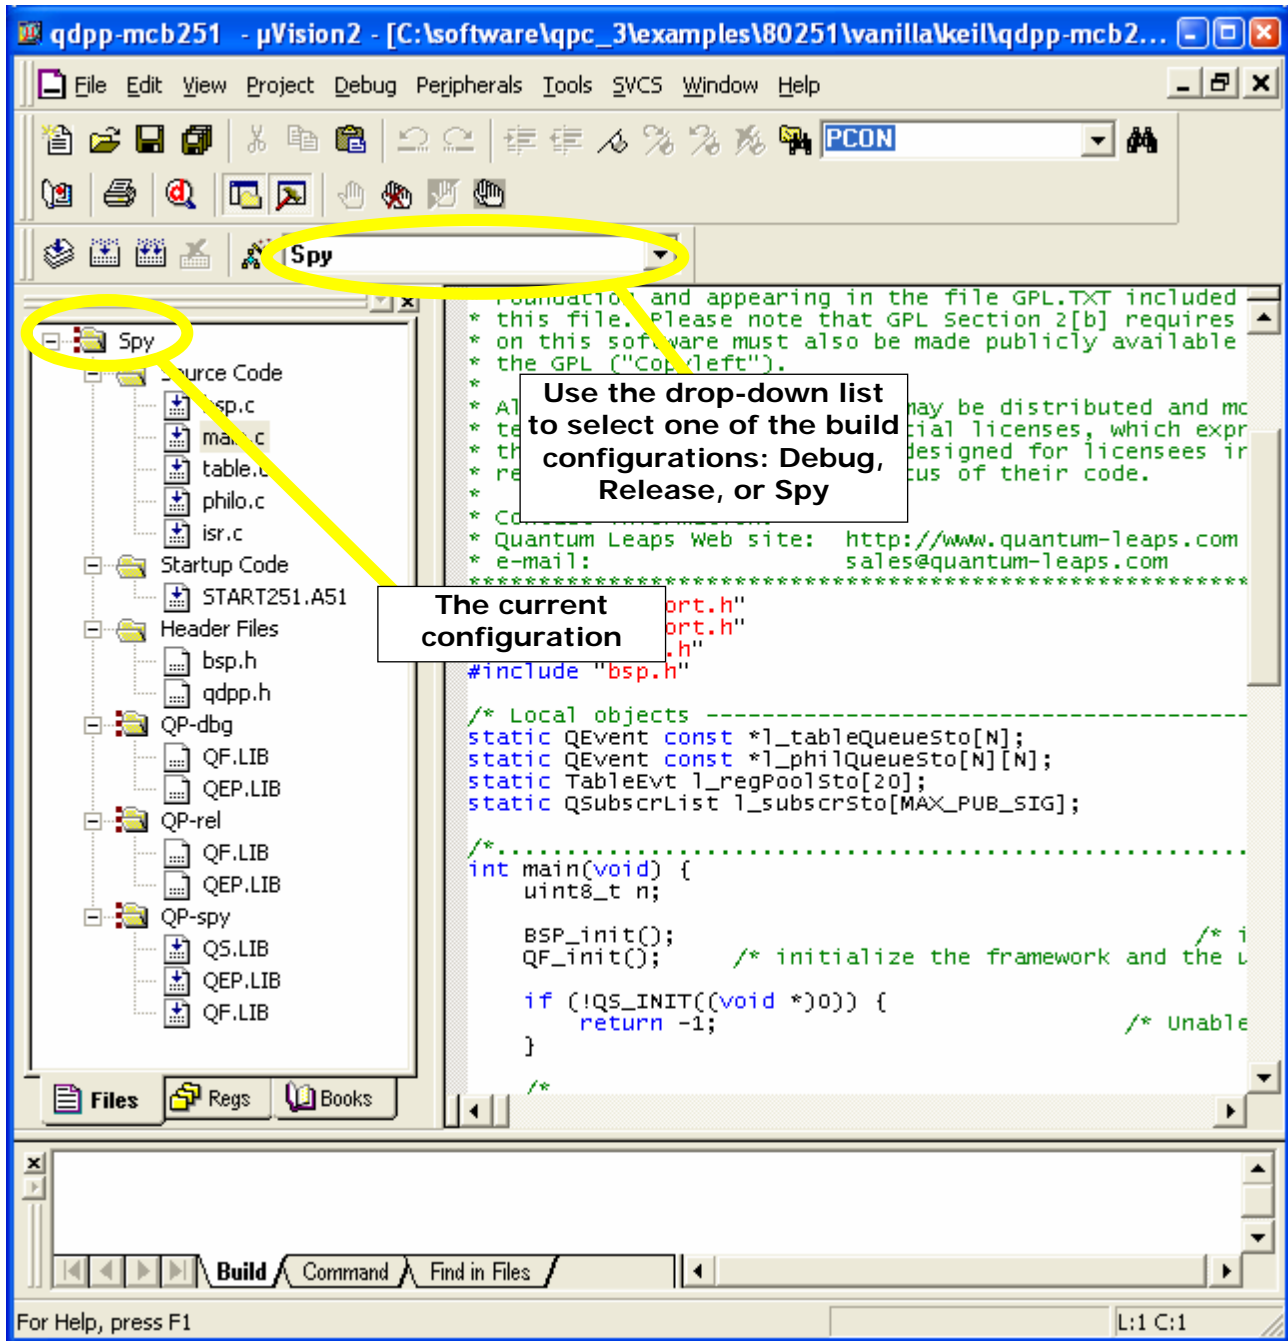 qdpp-mcb251 - µVision2 - [C:\software\qpc_3\examples\80251\vanilla\keil\qdpp-mcb2...
File Edit View Project Debug Peripherals Tools SVCS Window Help
PCON
Spy
Spy
Source Code
bsp.c
main.c
table.c
philo.c
isr.c
Startup Code
START251.A51
Header Files
bsp.h
qdpp.h
QP-dbg
QF.LIB
QEP.LIB
QP-rel
QF.LIB
QEP.LIB
QP-spy
QS.LIB
QEP.LIB
QF.LIB
Files Regs Books
Foundation and appearing in the file GPL.TXT included
* this file. Please note that GPL Section 2[b] requires
* on this software must also be made publicly available
* the GPL ("Copyleft").
*
* may be distributed and mo
* licenses, which expr
* designed for licensees in
* of their code.
*
*
* Quantum Leaps Web site: http://www.quantum-leaps.com
* e-mail: sales@quantum-leaps.com
*****************************************************
ort.h"
ort.h"
.h"
#include "bsp.h"
/* Local objects ---------------------------------------
static QEvent const *l_tableQueueSto[N];
static QEvent const *l_philQueueSto[N][N];
static TableEvt l_regPoolSto[20];
static QSubscrList l_subscrSto[MAX_PUB_SIG];
/*......................................................
int main(void) {
uint8_t n;
BSP_init(); /* i
QF_init(); /* initialize the framework and the u
if (!QS_INIT((void *)0)) {
return -1; /* Unable
}
/*
Use the drop-down list
to select one of the build
configurations: Debug,
Release, or Spy
The current
configuration
Build Command Find in Files
For Help, press F1
L:1 C:1